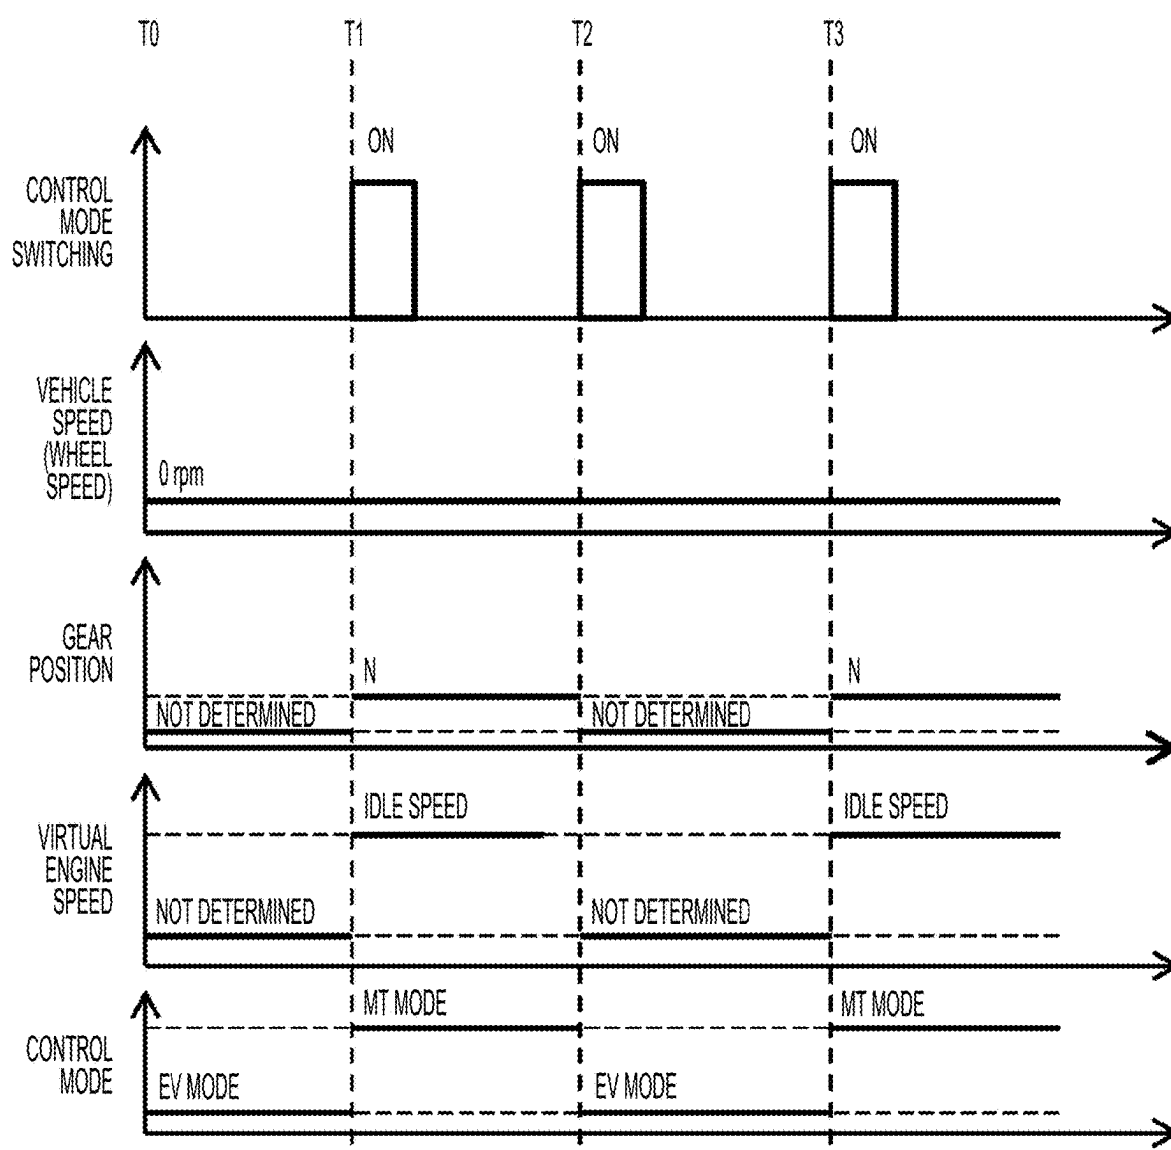 T0 T1 T2 T3
ON ON ON
CONTROL
MODE
SWITCHING
VEHICLE
SPEED
(WHEEL
SPEED)
0 rpm
GEAR
POSITION
N N
NOT DETERMINED NOT DETERMINED
IDLE SPEED IDLE SPEED
VIRTUAL
ENGINE
SPEED
NOT DETERMINED NOT DETERMINED
MT MODE MT MODE
CONTROL
MODE
EV MODE EV MODE